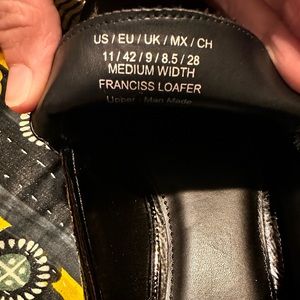 US / EU / UK / MX / CH
11 / 42 / 9 / 8.5 / 28
MEDIUM WIDTH
FRANCISS LOAFER
Upper : Man Made